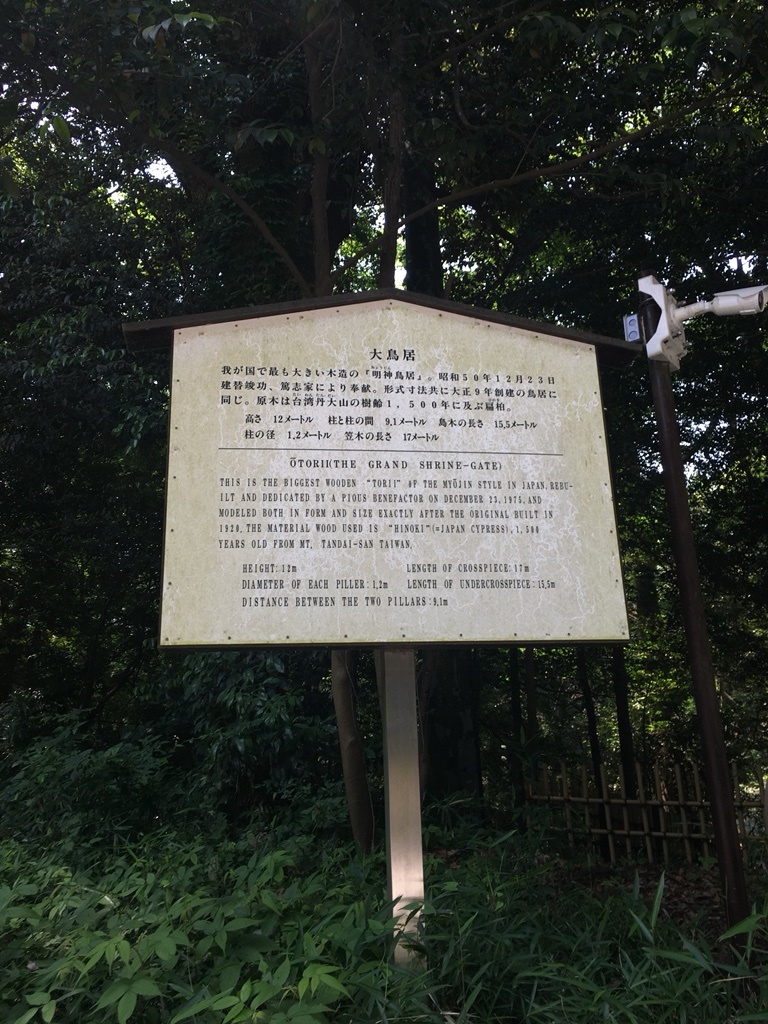 大鳥居
我が国で最も大きい木造の『明神鳥居』。昭和50年12月23日
建替竣功、篤志家により奉献。形式寸法共に大正9年創建の鳥居に
同じ。原木は台湾丹大山の樹齢1,500年に及ぶ扁柏。
高さ 12メートル 柱と柱の間 9,1メートル 島木の長さ 15,5メートル
柱の径 1,2メートル 笠木の長さ 17メートル
ŌTORII(THE GRAND SHRINE-GATE)
THIS IS THE BIGGEST WOODEN "TORII" OF THE MYŌJIN STYLE IN JAPAN. REBU-
ILT AND DEDICATED BY A PIOUS BENEFACTOR ON DECEMBER 23, 1975, AND
MODELED BOTH IN FORM AND SIZE EXACTLY AFTER THE ORIGINAL BUILT IN
1920, THE MATERIAL WOOD USED IS "HINOKI"(=JAPAN CYPRESS), 1,500
YEARS OLD FROM MT, TANDAI-SAN TAIWAN,
HEIGHT: 12m LENGTH OF CROSSPIECE: 17m
DIAMETER OF EACH PILLER: 1,2m LENGTH OF UNDERCROSSPIECE: 15,5m
DISTANCE BETWEEN THE TWO PILLARS: 9,1m